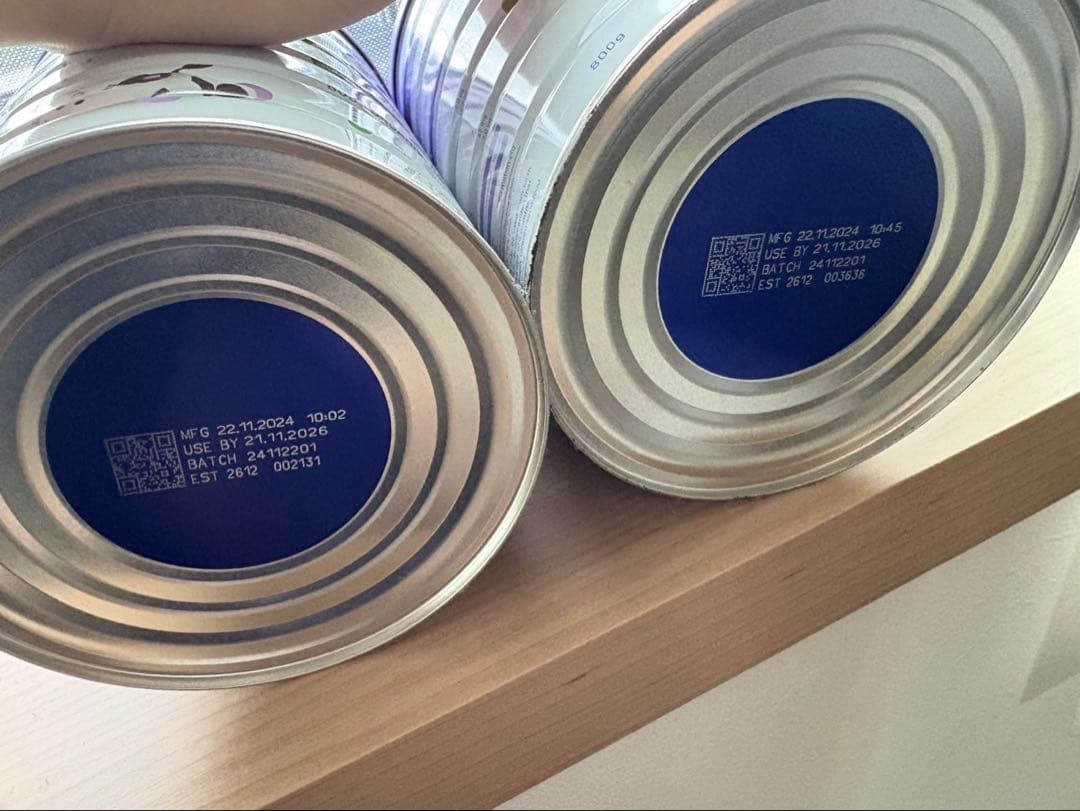 800g
MFG 22.11.2024 10:02
USE BY 21.11.2026
BATCH 24112201
EST 2612 002131
MFG 22.11.2024 10:45
USE BY 21.11.2026
BATCH 24112201
EST 2612 003636